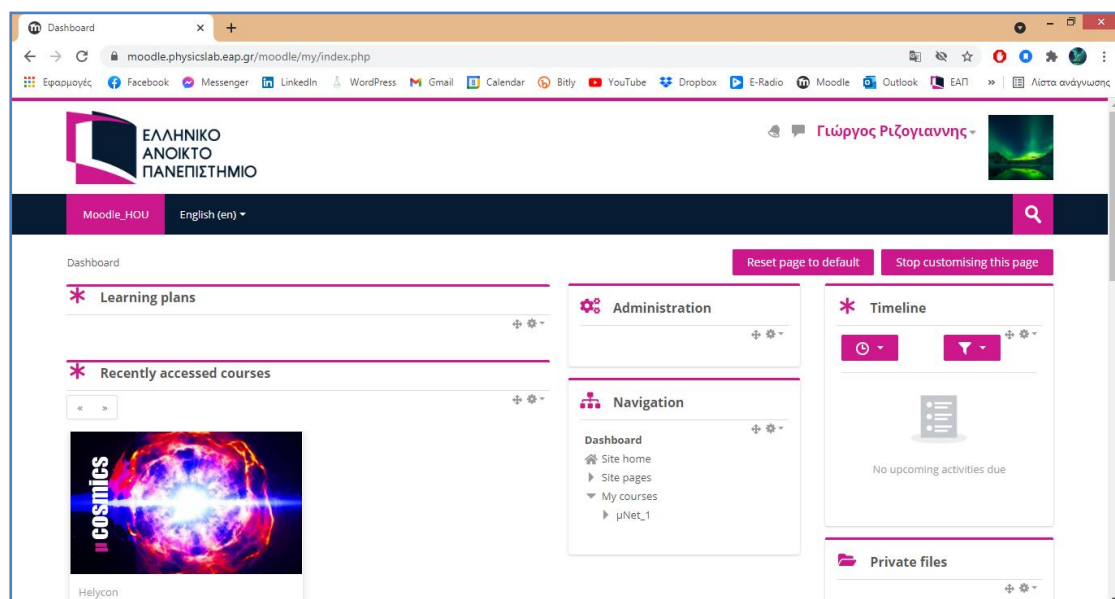 Dashboard
moodle.physicslab.eap.gr/moodle/my/index.php
Εφαρμογές Facebook Messenger LinkedIn WordPress Gmail Calendar Bitly YouTube Dropbox E-Radio Moodle Outlook ΕΑΠ » Λίστα ανάγνωσης
ΕΛΛΗΝΙΚΟ
ΑΝΟΙΚΤΟ
ΠΑΝΕΠΙΣΤΗΜΙΟ
Γιώργος Ριζογιαννης
Moodle_HOU English (en)
Dashboard
Reset page to default Stop customising this page
Learning plans
Recently accessed courses
« »
μ cosmics
Helycon
Administration
Navigation
Dashboard
Site home
Site pages
My courses
μNet_1
Timeline
No upcoming activities due
Private files